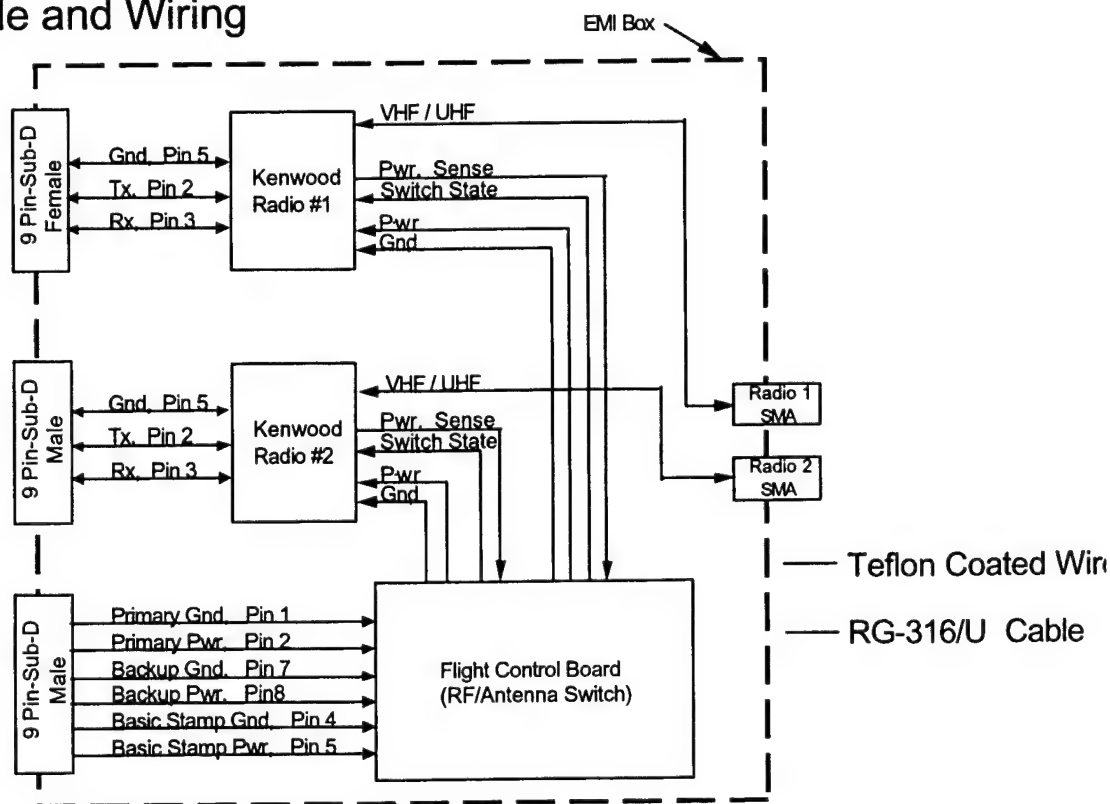 le and Wiring
EMI Box
9 Pin-Sub-D
Female
Gnd, Pin 5
Tx, Pin 2
Rx, Pin 3
Kenwood
Radio #1
VHF / UHF
Pwr. Sense
Switch State
Pwr
Gnd
9 Pin-Sub-D
Male
Gnd, Pin 5
Tx, Pin 2
Rx, Pin 3
Kenwood
Radio #2
VHF / UHF
Pwr. Sense
Switch State
Pwr
Gnd
Radio 1
SMA
Radio 2
SMA
9 Pin-Sub-D
Male
Primary Gnd, Pin 1
Primary Pwr, Pin 2
Backup Gnd, Pin 7
Backup Pwr, Pin8
Basic Stamp Gnd, Pin 4
Basic Stamp Pwr, Pin 5
Flight Control Board
(RF/Antenna Switch)
Teflon Coated Wir
RG-316/U Cable